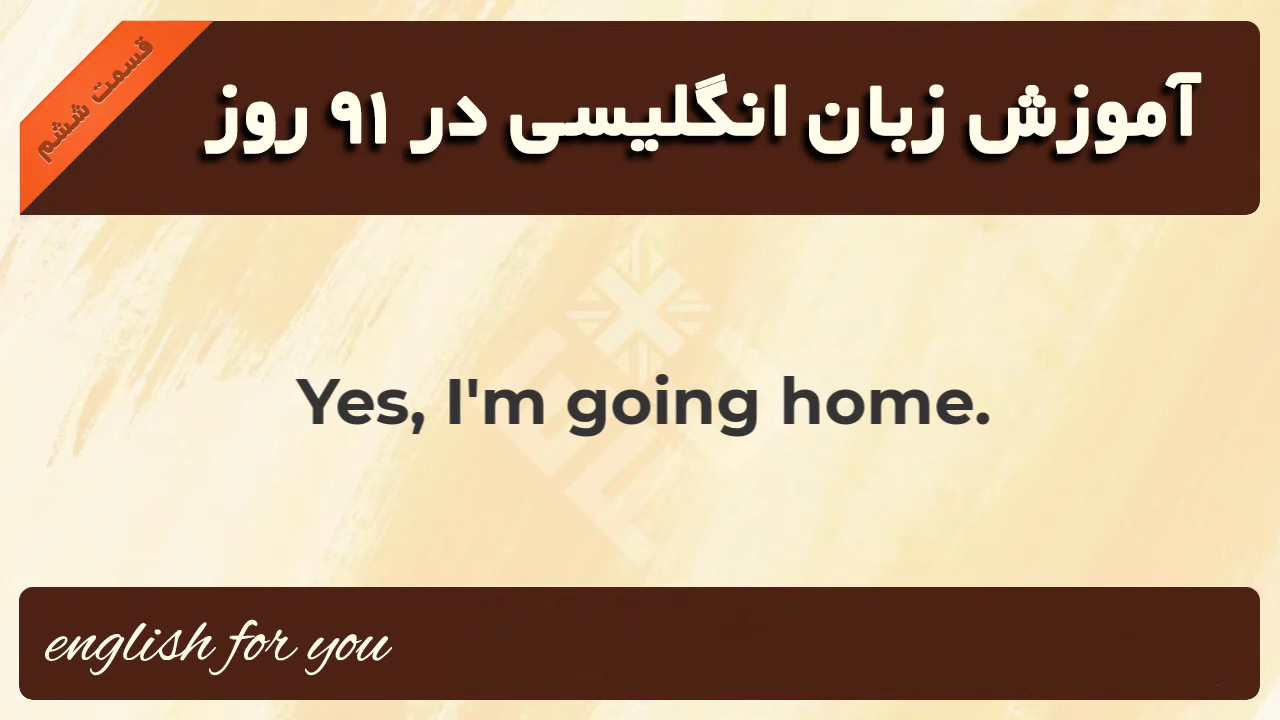 قسمت ششم
آموزش زبان انگلیسی در ۹۱ روز
Yes, I'm going home.
english for you